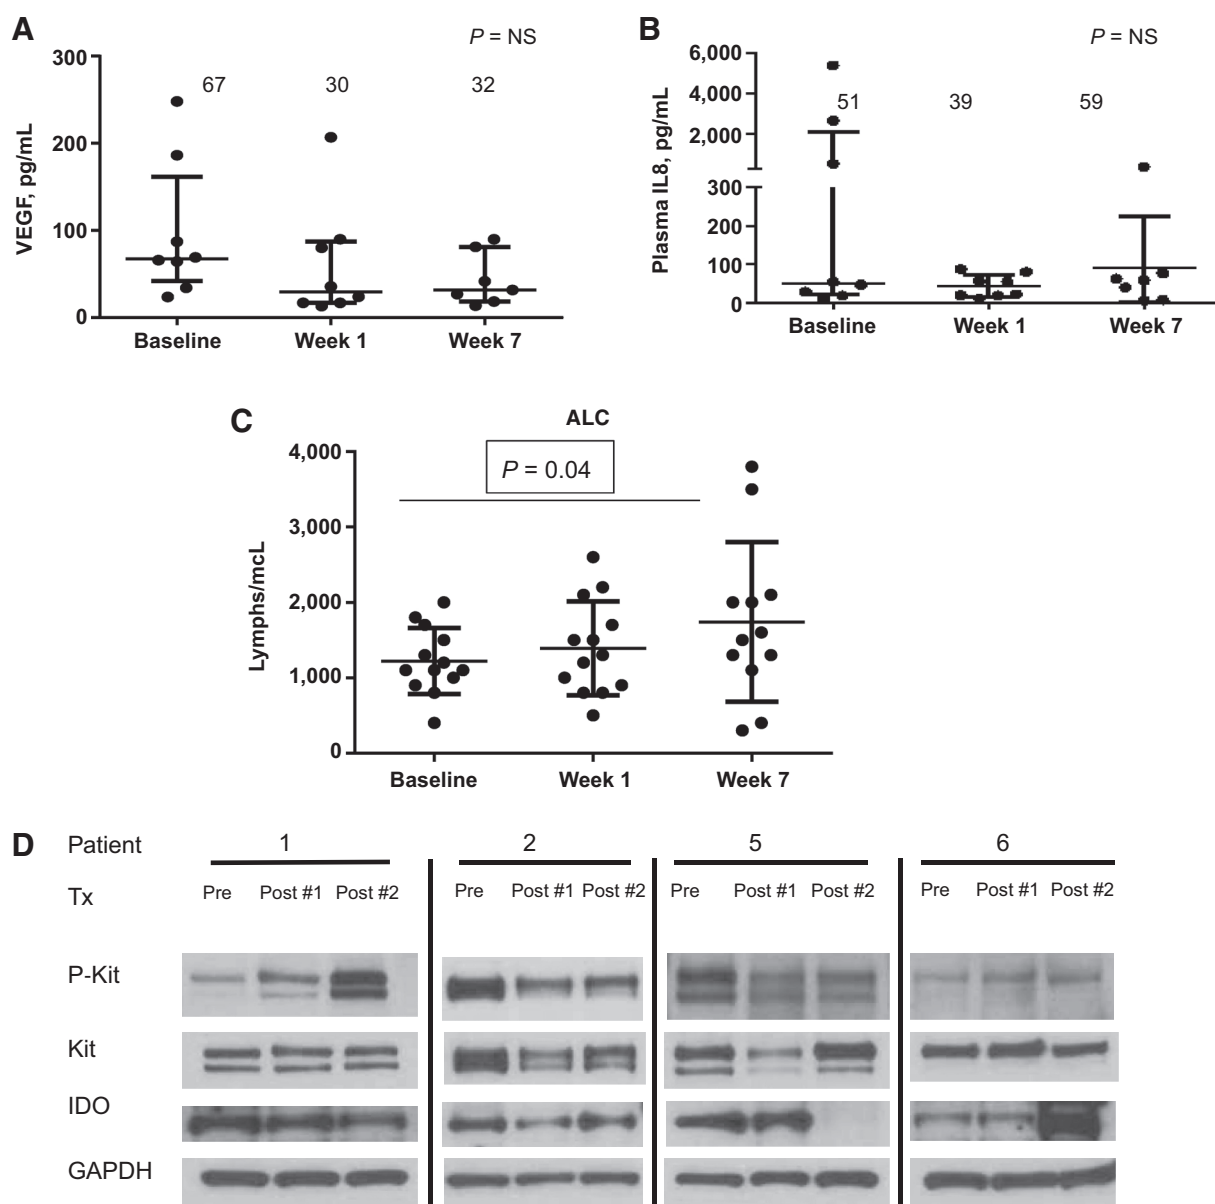 A
P = NS
300
200
100
0
VEGF, pg/mL
67 30 32
Baseline Week 1 Week 7
B
P = NS
6,000
4,000
2,000
300
200
100
0
Plasma IL8, pg/mL
51 39 59
Baseline Week 1 Week 7
C
ALC
P = 0.04
4,000
3,000
2,000
1,000
0
Lymphs/mcL
Baseline Week 1 Week 7
D
Patient 1 2 5 6
Tx Pre Post #1 Post #2 Pre Post #1 Post #2 Pre Post #1 Post #2 Pre Post #1 Post #2
P-Kit
Kit
IDO
GAPDH